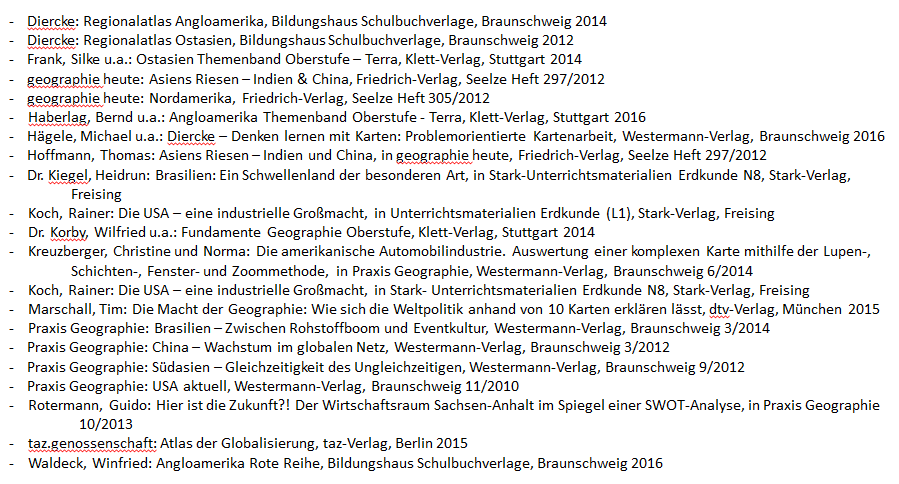 - Diercke: Regionalatlas Angloamerika, Bildungshaus Schulbuchverlage, Braunschweig 2014
- Diercke: Regionalatlas Ostasien, Bildungshaus Schulbuchverlage, Braunschweig 2012
- Frank, Silke u.a.: Ostasien Themenband Oberstufe – Terra, Klett-Verlag, Stuttgart 2014
- geographie heute: Asiens Riesen – Indien & China, Friedrich-Verlag, Seelze Heft 297/2012
- geographie heute: Nordamerika, Friedrich-Verlag, Seelze Heft 305/2012
- Haberlag, Bernd u.a.: Angloamerika Themenband Oberstufe - Terra, Klett-Verlag, Stuttgart 2016
- Hägele, Michael u.a.: Diercke – Denken lernen mit Karten: Problemorientierte Kartenarbeit, Westermann-Verlag, Braunschweig 2016
- Hoffmann, Thomas: Asiens Riesen – Indien und China, in geographie heute, Friedrich-Verlag, Seelze Heft 297/2012
- Dr. Kiegel, Heidrun: Brasilien: Ein Schwellenland der besonderen Art, in Stark-Unterrichtsmaterialien Erdkunde N8, Stark-Verlag,
Freising
- Koch, Rainer: Die USA – eine industrielle Großmacht, in Unterrichtsmaterialien Erdkunde (L1), Stark-Verlag, Freising
- Dr. Korby, Wilfried u.a.: Fundamente Geographie Oberstufe, Klett-Verlag, Stuttgart 2014
- Kreuzberger, Christine und Norma: Die amerikanische Automobilindustrie. Auswertung einer komplexen Karte mithilfe der Lupen-,
Schichten-, Fenster- und Zoommethode, in Praxis Geographie, Westermann-Verlag, Braunschweig 6/2014
- Koch, Rainer: Die USA – eine industrielle Großmacht, in Stark- Unterrichtsmaterialien Erdkunde N8, Stark-Verlag, Freising
- Marschall, Tim: Die Macht der Geographie: Wie sich die Weltpolitik anhand von 10 Karten erklären lässt, dtv-Verlag, München 2015
- Praxis Geographie: Brasilien – Zwischen Rohstoffboom und Eventkultur, Westermann-Verlag, Braunschweig 3/2014
- Praxis Geographie: China – Wachstum im globalen Netz, Westermann-Verlag, Braunschweig 3/2012
- Praxis Geographie: Südasien – Gleichzeitigkeit des Ungleichzeitigen, Westermann-Verlag, Braunschweig 9/2012
- Praxis Geographie: USA aktuell, Westermann-Verlag, Braunschweig 11/2010
- Rotermann, Guido: Hier ist die Zukunft?! Der Wirtschaftsraum Sachsen-Anhalt im Spiegel einer SWOT-Analyse, in Praxis Geographie
10/2013
- taz.genossenschaft: Atlas der Globalisierung, taz-Verlag, Berlin 2015
- Waldeck, Winfried: Angloamerika Rote Reihe, Bildungshaus Schulbuchverlage, Braunschweig 2016